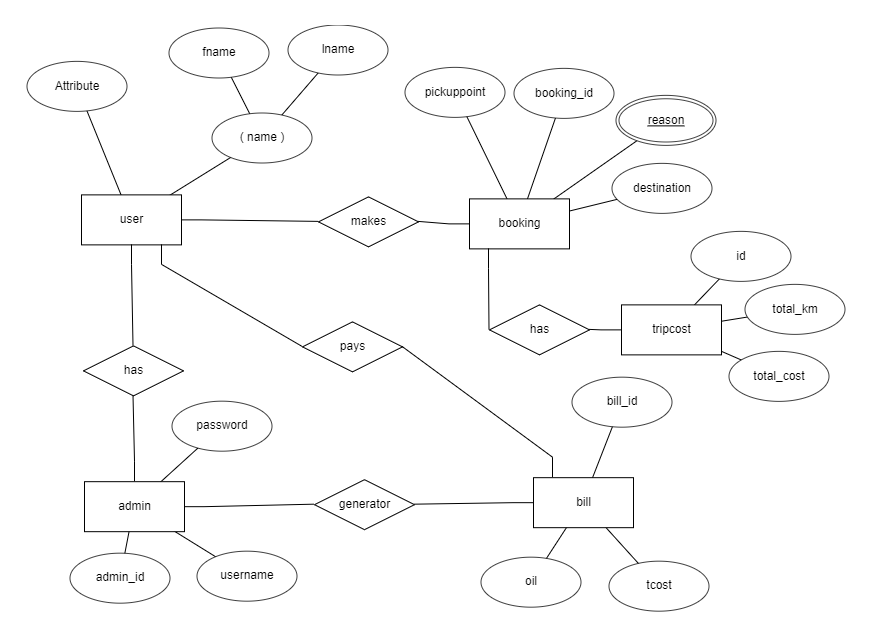 fname
lname
Attribute
pickuppoint
booking_id
reason
( name )
destination
user
makes
booking
id
total_km
has
tripcost
pays
has
total_cost
bill_id
password
admin
generator
bill
admin_id
username
oil
tcost